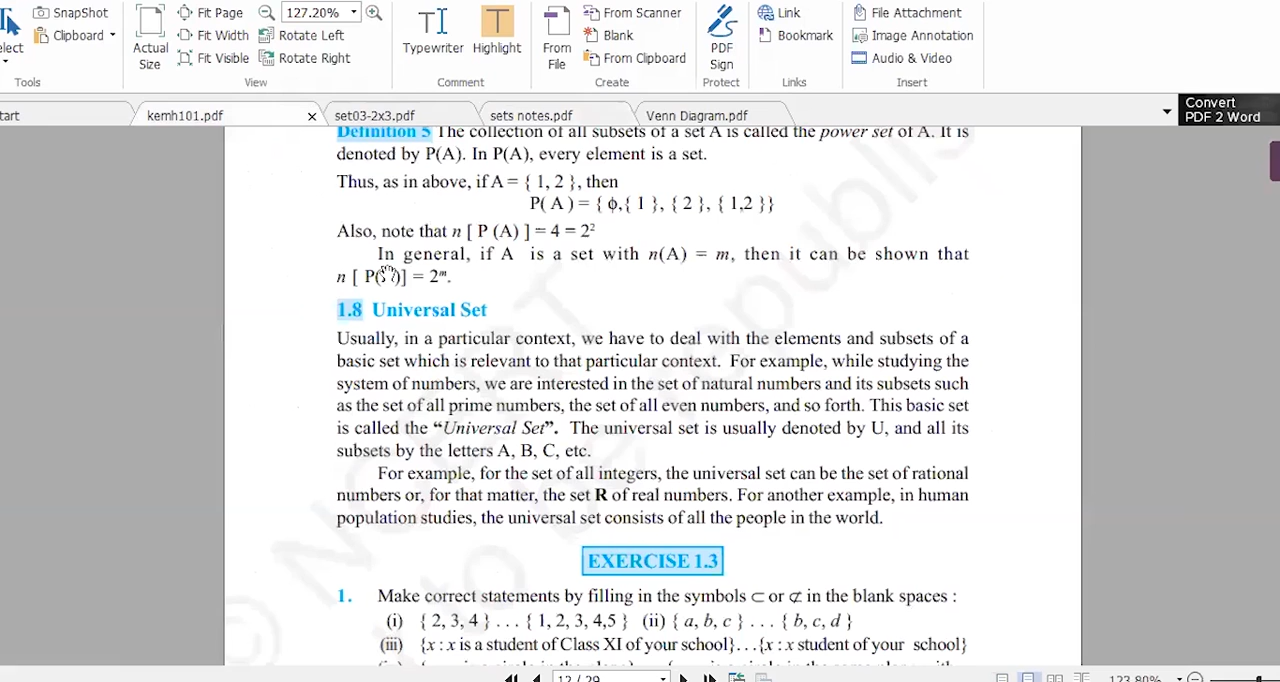 SnapShot Fit Page 127.20% From Scanner Link File Attachment
Clipboard Fit Width Rotate Left Blank Bookmark Image Annotation
Actual Size Fit Visible Rotate Right Typewriter Highlight From File From Clipboard PDF Sign Audio & Video
Tools View Comment Create Protect Links Insert
kemh101.pdf × set03-2x3.pdf sets notes.pdf Venn Diagram.pdf
Convert
PDF 2 Word
Definition 5 The collection of all subsets of a set A is called the power set of A. It is
denoted by P(A). In P(A), every element is a set.
Thus, as in above, if A = { 1, 2 }, then
P( A ) = { ϕ,{ 1 }, { 2 }, { 1,2 }}
Also, note that n [ P (A) ] = 4 = 2²
In general, if A is a set with n(A) = m, then it can be shown that
n [ P( )] = 2ᵐ.
1.8 Universal Set
Usually, in a particular context, we have to deal with the elements and subsets of a
basic set which is relevant to that particular context. For example, while studying the
system of numbers, we are interested in the set of natural numbers and its subsets such
as the set of all prime numbers, the set of all even numbers, and so forth. This basic set
is called the “Universal Set”. The universal set is usually denoted by U, and all its
subsets by the letters A, B, C, etc.
For example, for the set of all integers, the universal set can be the set of rational
numbers or, for that matter, the set R of real numbers. For another example, in human
population studies, the universal set consists of all the people in the world.
EXERCISE 1.3
1. Make correct statements by filling in the symbols ⊂ or ⊄ in the blank spaces :
(i) { 2, 3, 4 } . . . { 1, 2, 3, 4,5 } (ii) { a, b, c } . . . { b, c, d }
(iii) {x : x is a student of Class XI of your school}. . .{x : x student of your school}
12 / 29 123.80%